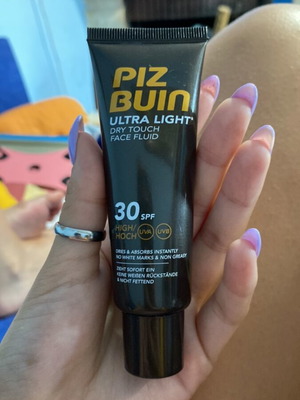 PIZ
BUIN
ULTRA LIGHT
DRY TOUCH
FACE FLUID
30 SPF
HIGH/
HOCH UVA UVB
DRIES & ABSORBS INSTANTLY
NO WHITE MARKS & NON GREASY
ZIEHT SOFORT EIN
KEINE WEIßEN RÜCKSTÄNDE
& NICHT FETTEND